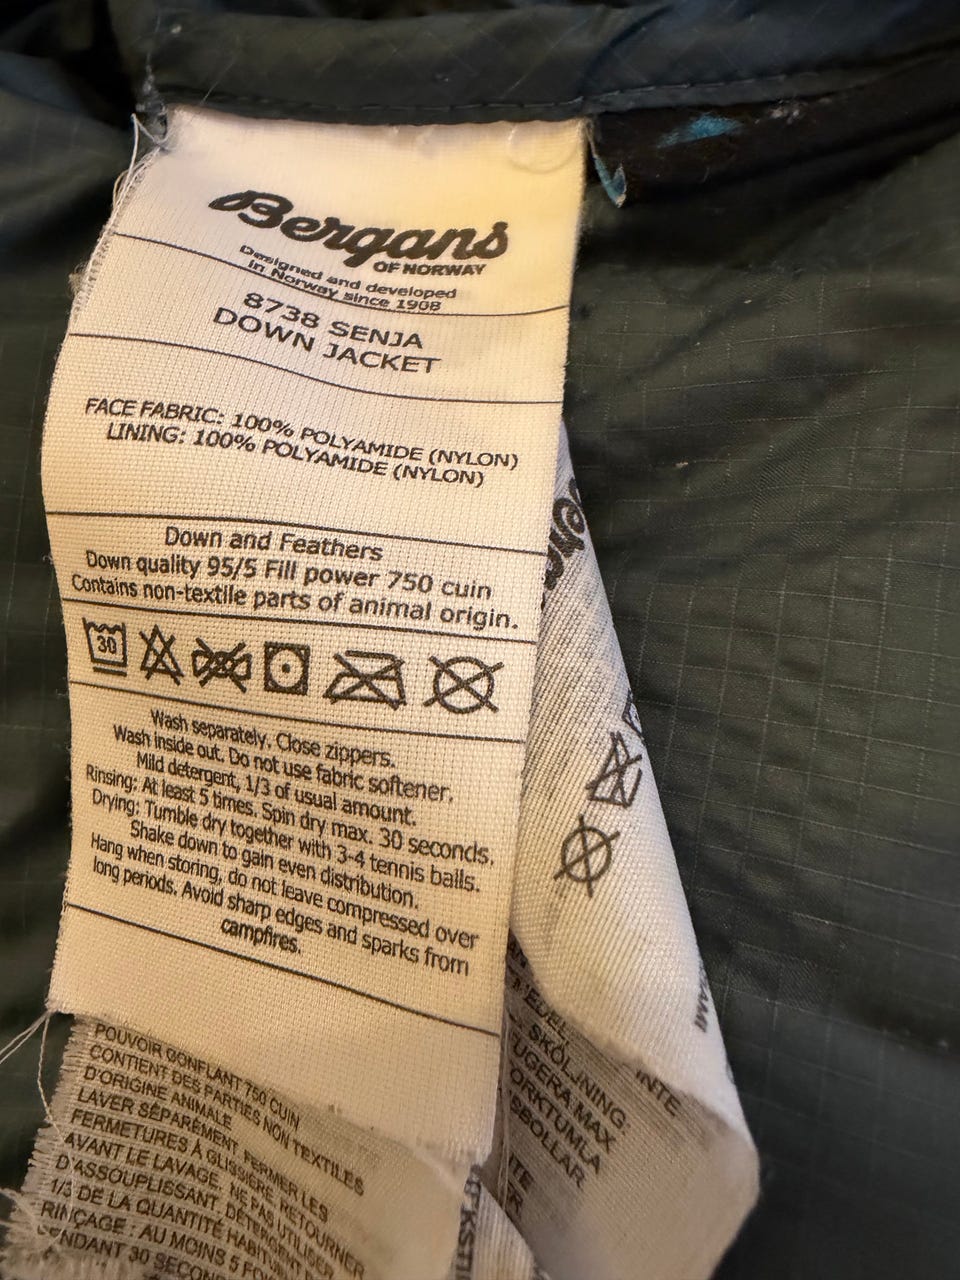 Bergans
OF NORWAY
Designed and developed
in Norway since 1908
8738 SENJA
DOWN JACKET
FACE FABRIC: 100% POLYAMIDE (NYLON)
LINING: 100% POLYAMIDE (NYLON)
Down and Feathers
Down quality 95/5 Fill power 750 cuin
Contains non-textile parts of animal origin.
30
Wash separately. Close zippers.
Wash inside out. Do not use fabric softener.
Mild detergent, 1/3 of usual amount.
Rinsing: At least 5 times. Spin dry max. 30 seconds.
Drying: Tumble dry together with 3-4 tennis balls.
Shake down to gain even distribution.
Hang when storing, do not leave compressed over
long periods. Avoid sharp edges and sparks from
campfires.
POUVOIR GONFLANT 750 CUIN
CONTIENT DES PARTIES NON TEXTILES
D'ORIGINE ANIMALE
LAVER SÉPARÉMENT FERMER LES
FERMETURES À GLISSIÈRE, RETOURNER
AVANT LE LAVAGE. NE PAS UTILISER
D'ASSOUPLISSANT. DÉTERGENT
1/3 DE LA QUANTITÉ
RINÇAGE : AU MOINS 5
30
SKÖLJNING
MAX